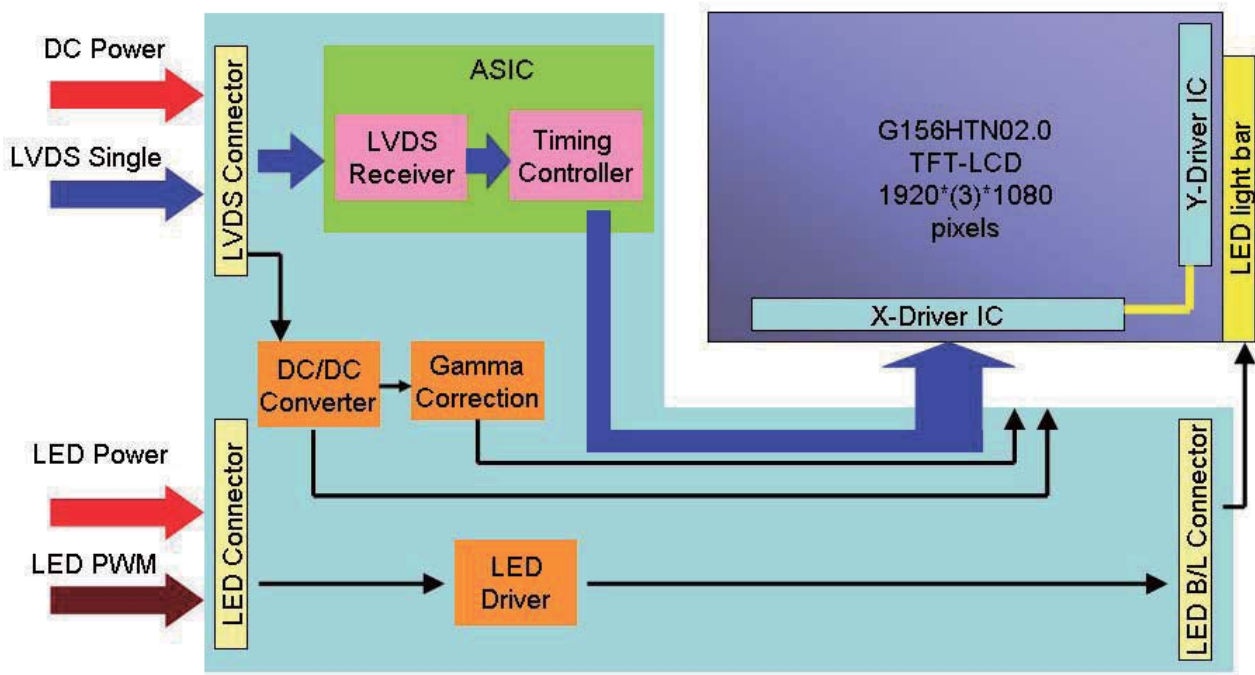 DC Power
LVDS Single
LVDS Connector
ASIC
LVDS
Receiver
Timing
Controller
G156HTN02.0
TFT-LCD
1920*(3)*1080
pixels
Y-Driver IC
LED light bar
X-Driver IC
DC/DC
Converter
Gamma
Correction
LED Power
LED PWM
LED Connector
LED
Driver
LED B/L Connector